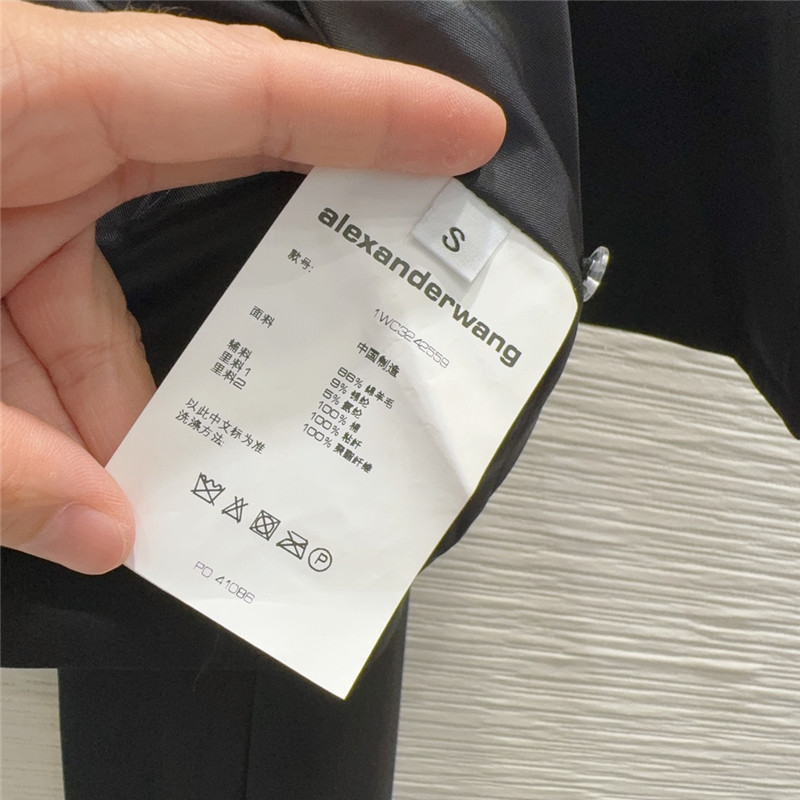 alexanderwang
S
款号:
1WC3242559
中国制造
面料
86% 绵羊毛
9% 锦纶
5% 氨纶
辅料
100% 棉
里料1
100% 粘纤
里料2
100% 聚酯纤维
以此中文标为准
洗涤方法:
P
PO 41086